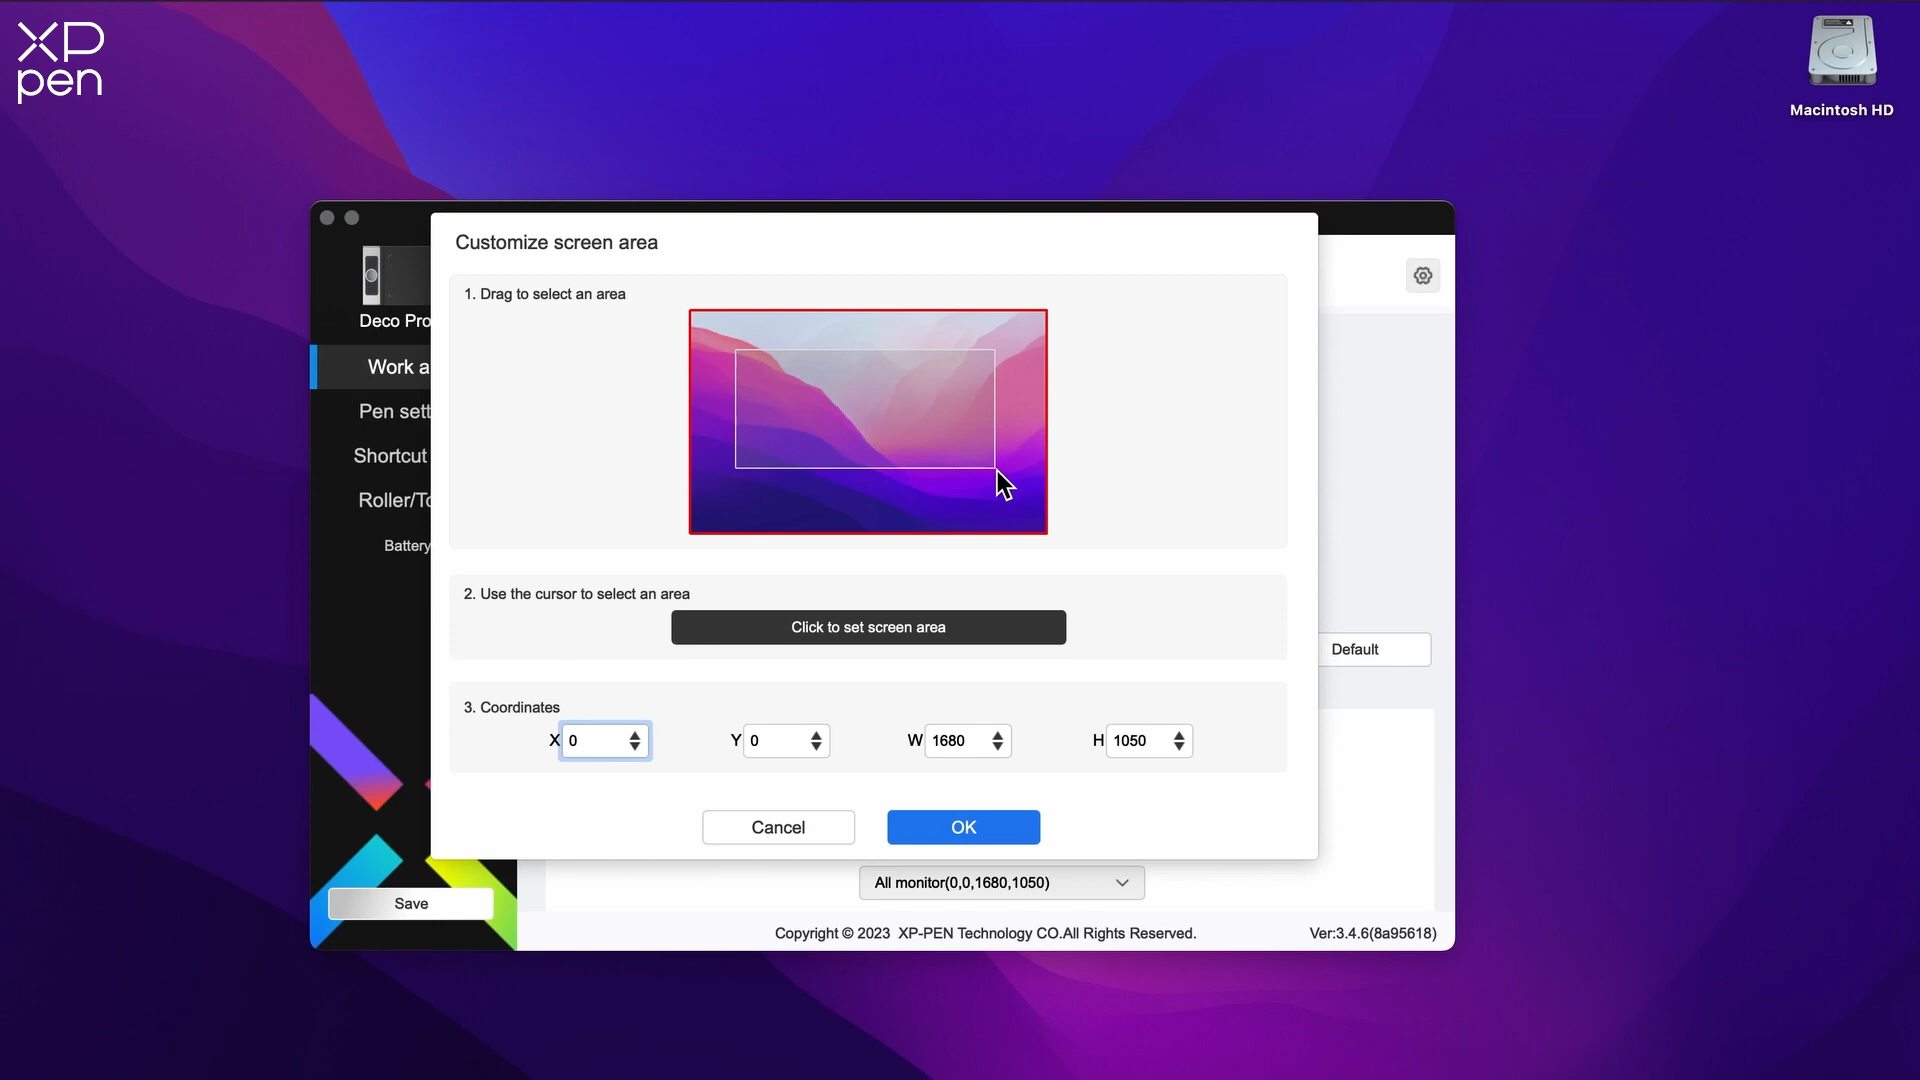 XP
pen
Macintosh HD
Customize screen area
1. Drag to select an area
Deco Pro
Work a
Pen sett
Shortcut
Roller/To
Battery
2. Use the cursor to select an area
Click to set screen area
Default
3. Coordinates
X 0 Y 0 W 1680 H 1050
Cancel OK
All monitor(0,0,1680,1050)
Save
Copyright © 2023 XP-PEN Technology CO.All Rights Reserved. Ver:3.4.6(8a95618)